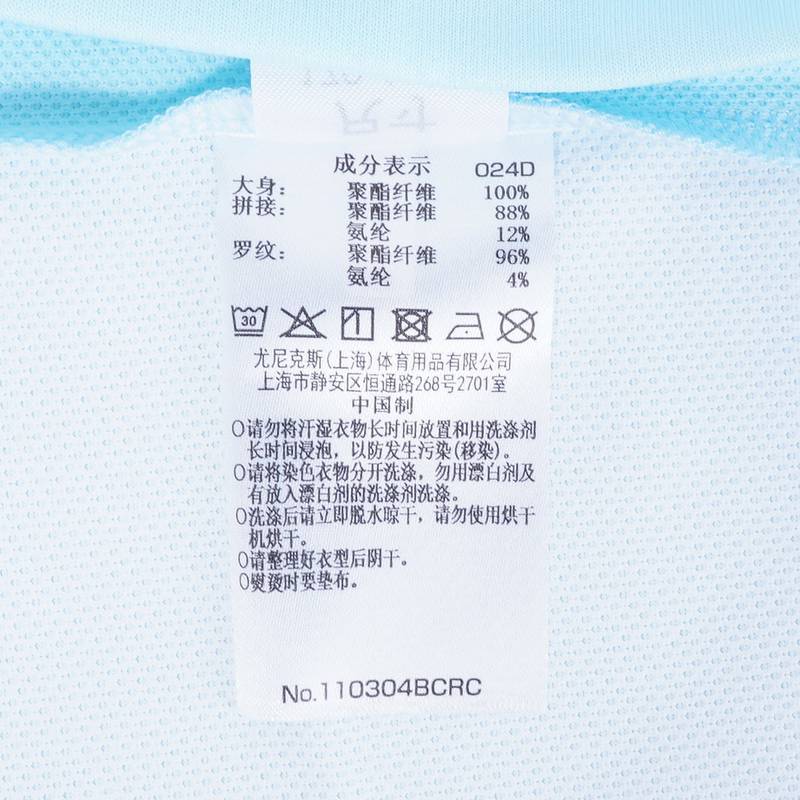 尺寸
170
成分表示 024D
大身： 聚酯纤维 100%
拼接： 聚酯纤维 88%
氨纶 12%
罗纹： 聚酯纤维 96%
氨纶 4%
30
尤尼克斯(上海)体育用品有限公司
上海市静安区恒通路268号2701室
中国制
○请勿将汗湿衣物长时间放置和用洗涤剂
长时间浸泡，以防发生污染(移染)。
○请将染色衣物分开洗涤，勿用漂白剂及
有放入漂白剂的洗涤剂洗涤。
○洗涤后请立即脱水晾干，请勿使用烘干
机烘干。
○请整理好衣型后阴干。
○熨烫时要垫布。
No.110304BCRC